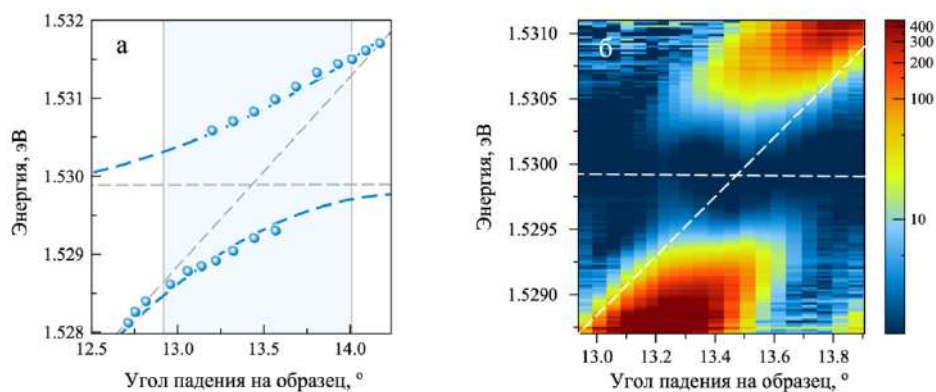 а
1.532
1.531
1.530
1.529
1.528
12.5 13.0 13.5 14.0
Энергия, эВ
Угол падения на образец, °
б
1.5310
1.5305
1.5300
1.5295
1.5290
13.0 13.2 13.4 13.6 13.8
Энергия, эВ
Угол падения на образец, °
400
300
200
100
10